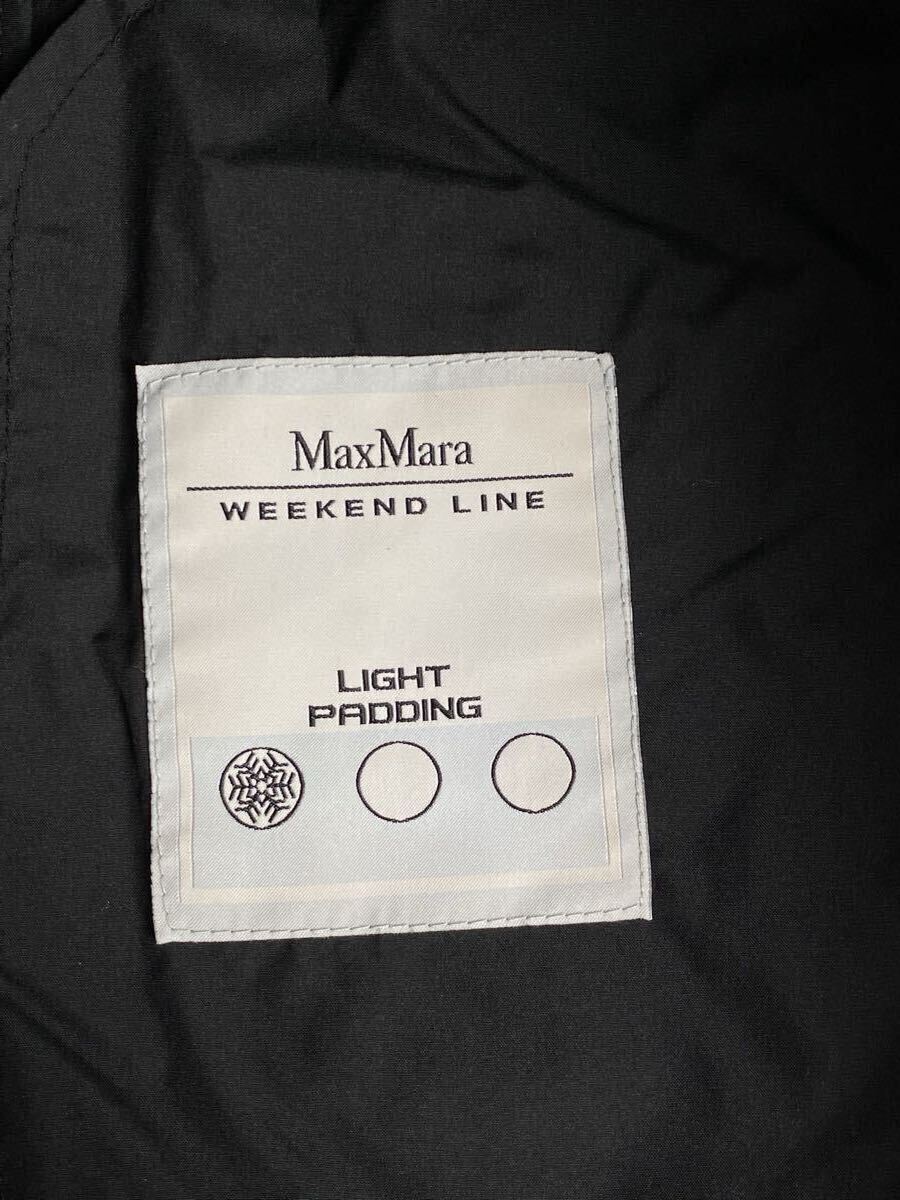 MaxMara
WEEKEND LINE
LIGHT
PADDING